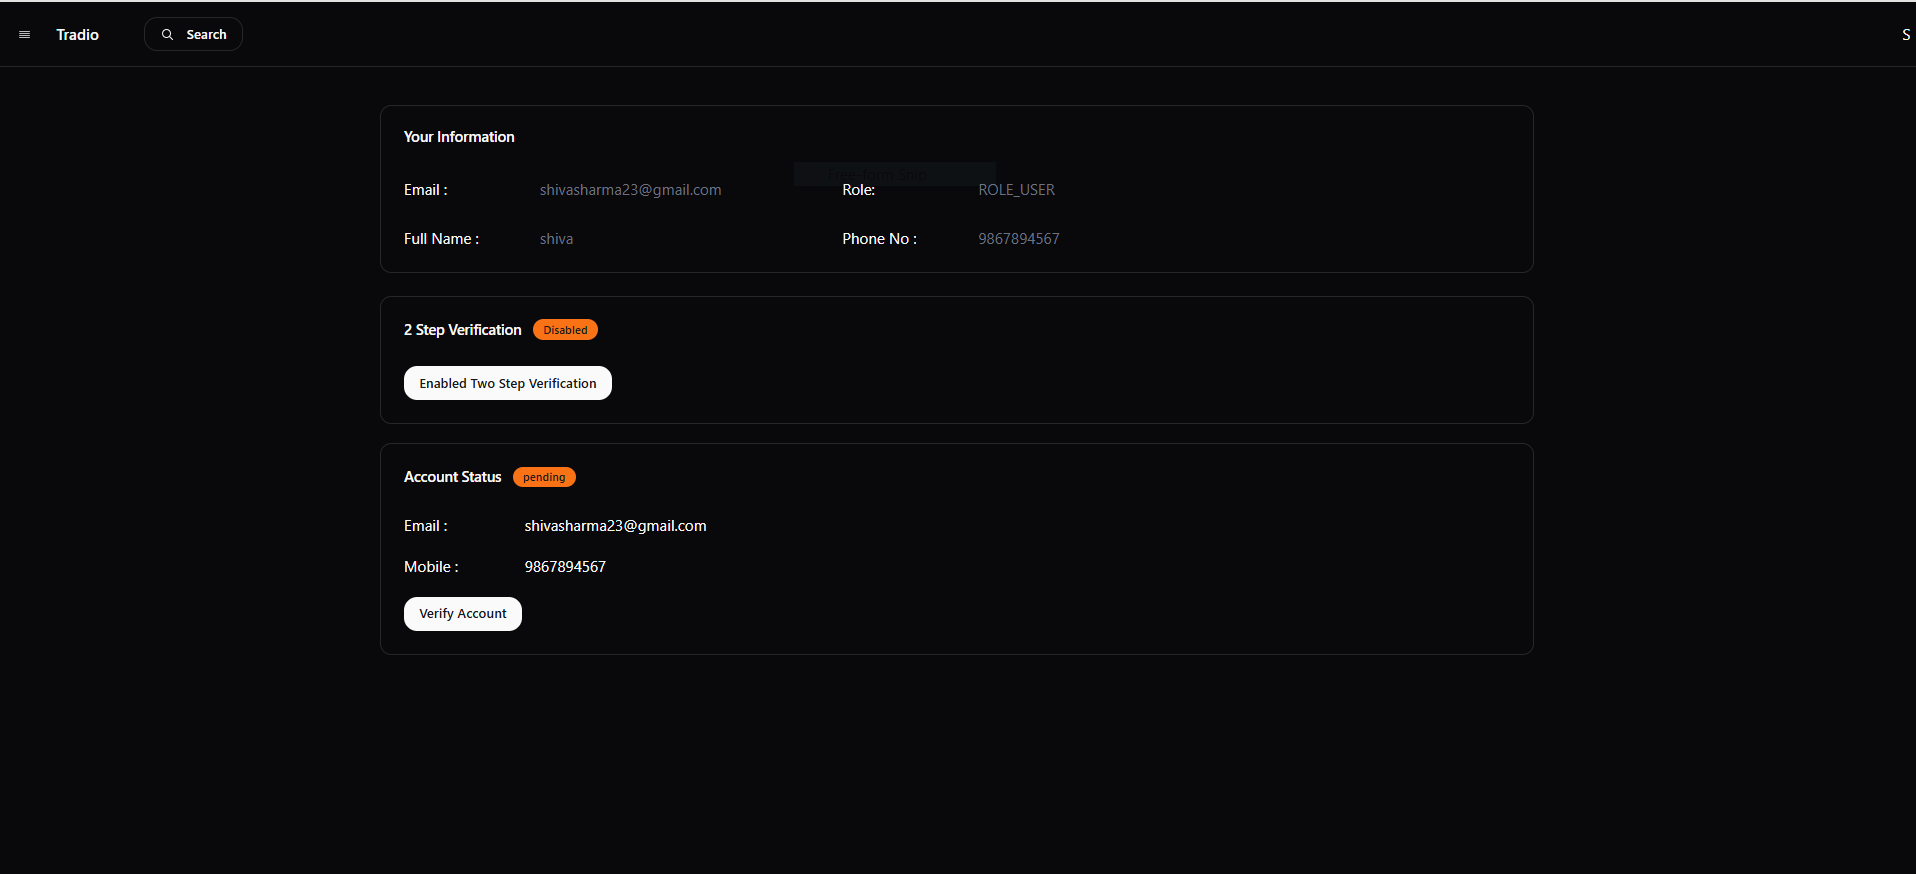 Tradio Search S
Your Information
Email : shivasharma23@gmail.com Role: ROLE_USER
Full Name : shiva Phone No : 9867894567
2 Step Verification Disabled
Enabled Two Step Verification
Account Status pending
Email : shivasharma23@gmail.com
Mobile : 9867894567
Verify Account